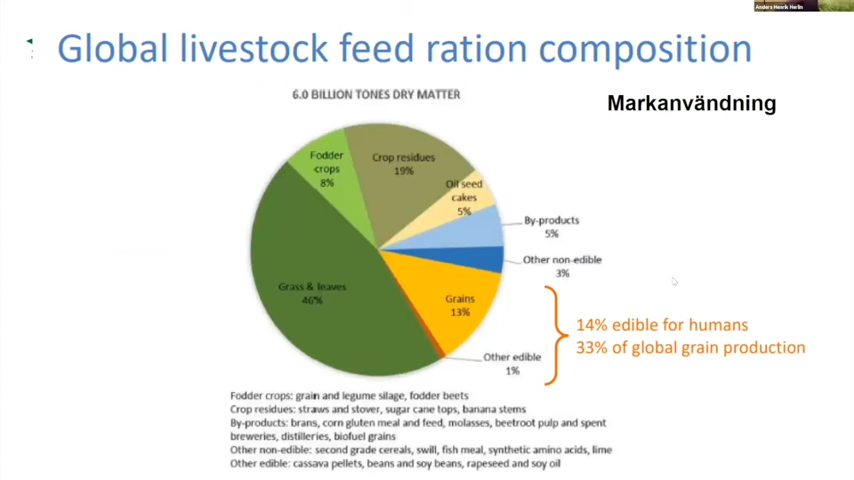 Anders Henrik Herlin
Global livestock feed ration composition
6.0 BILLION TONES DRY MATTER
Markanvändning
Fodder
crops
8%
Crop residues
19%
Oil seed
cakes
5%
By-products
5%
Other non-edible
3%
Grass & leaves
46%
Grains
13%
Other edible
1%
14% edible for humans
33% of global grain production
Fodder crops: grain and legume silage, fodder beets
Crop residues: straws and stover, sugar cane tops, banana stems
By-products: brans, corn gluten meal and feed, molasses, beetroot pulp and spent
breweries, distilleries, biofuel grains
Other non-edible: second grade cereals, swill, fish meal, synthetic amino acids, lime
Other edible: cassava pellets, beans and soy beans, rapeseed and soy oil